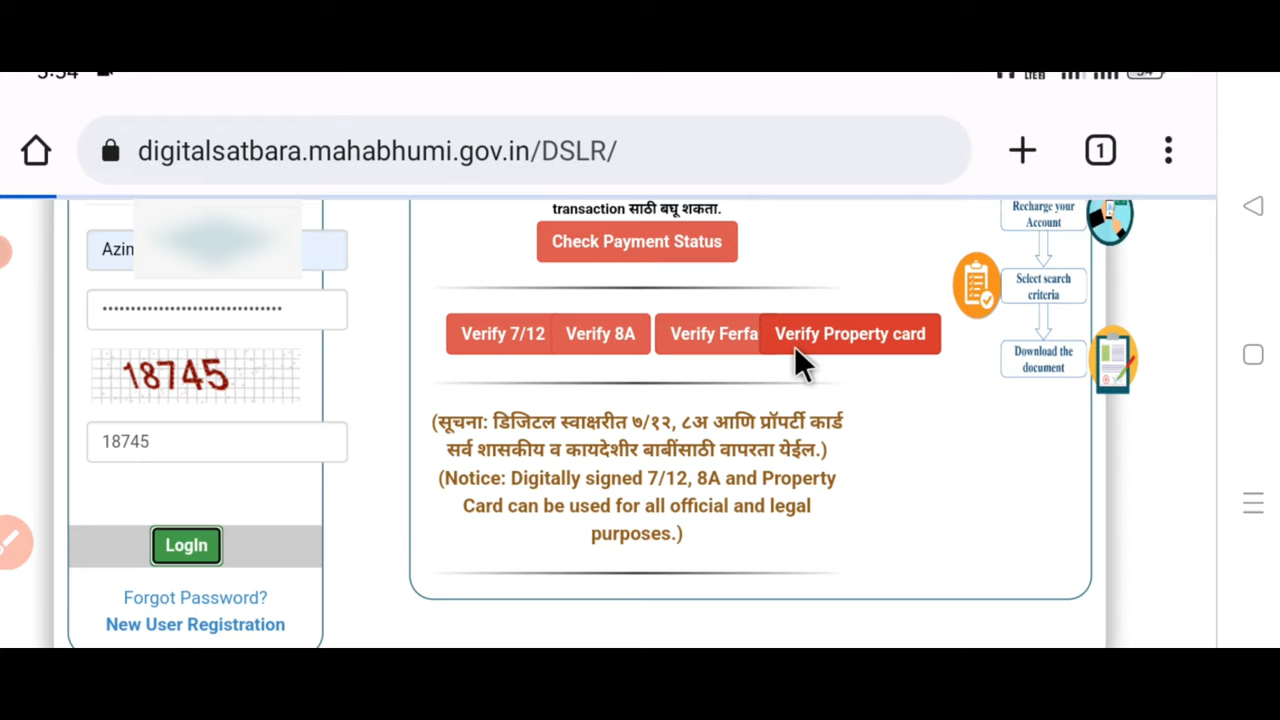 digitalsatbara.mahabhumi.gov.in/DSLR/
1
Azim
18745
18745
LogIn
Forgot Password?
New User Registration
transaction साठी बघू शकता.
Check Payment Status
Verify 7/12
Verify 8A
Verify Ferfa
Verify Property card
(सूचना: डिजिटल स्वाक्षरीत ७/१२, ८अ आणि प्रॉपर्टी कार्ड
सर्व शासकीय व कायदेशीर बाबींसाठी वापरता येईल.)
(Notice: Digitally signed 7/12, 8A and Property
Card can be used for all official and legal
purposes.)
Recharge your
Account
Select search
criteria
Download the
document